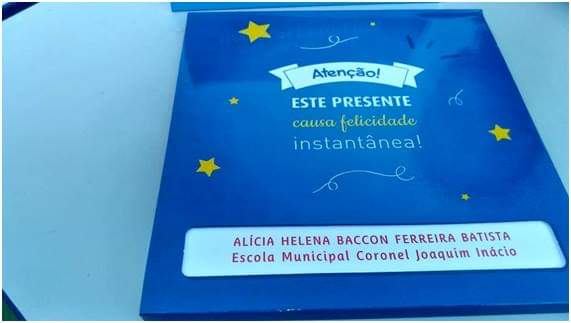 Atenção!
ESTE PRESENTE
causa felicidade
instantânea!
ALÍCIA HELENA BACCON FERREIRA BATISTA
Escola Municipal Coronel Joaquim Inácio